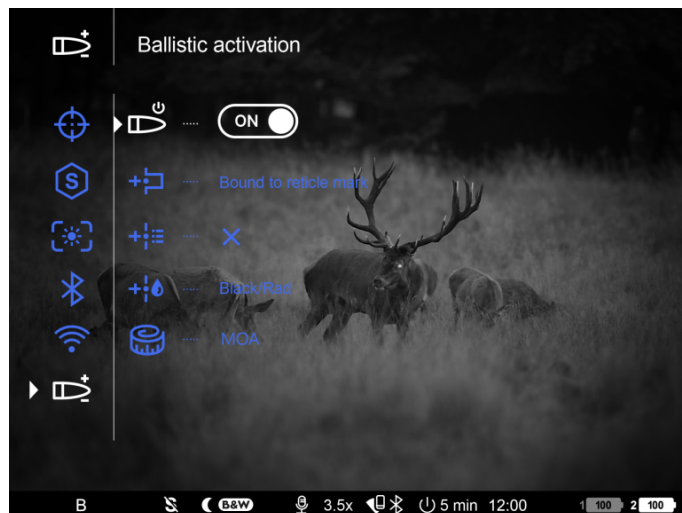 Ballistic activation
ON
S
Bound to reticle mark
Black/Red
MOA
B S B&W 3.5x 5 min 12:00 1 100 2 100